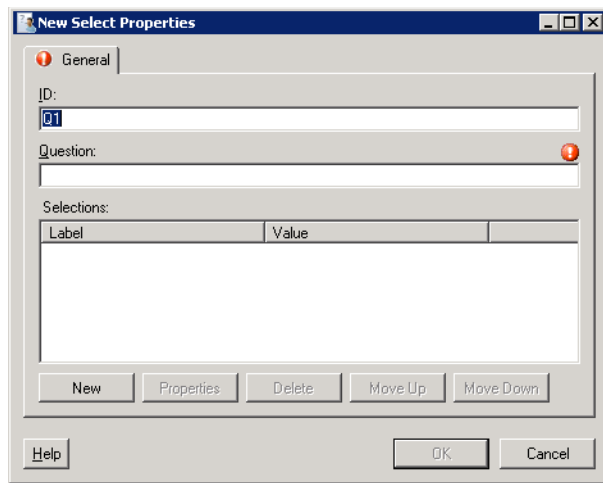 New Select Properties
General
ID:
Q1
Question:
Selections:
Label Value
New Properties Delete Move Up Move Down
Help OK Cancel